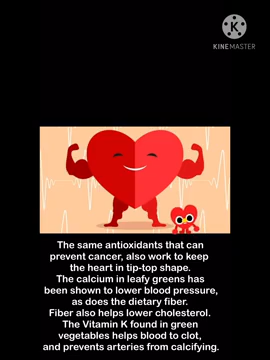 KINEMASTER
The same antioxidants that can
prevent cancer, also work to keep
the heart in tip-top shape.
The calcium in leafy greens has
been shown to lower blood pressure,
as does the dietary fiber.
Fiber also helps lower cholesterol.
The Vitamin K found in green
vegetables helps blood to clot,
and prevents arteries from calcifying.